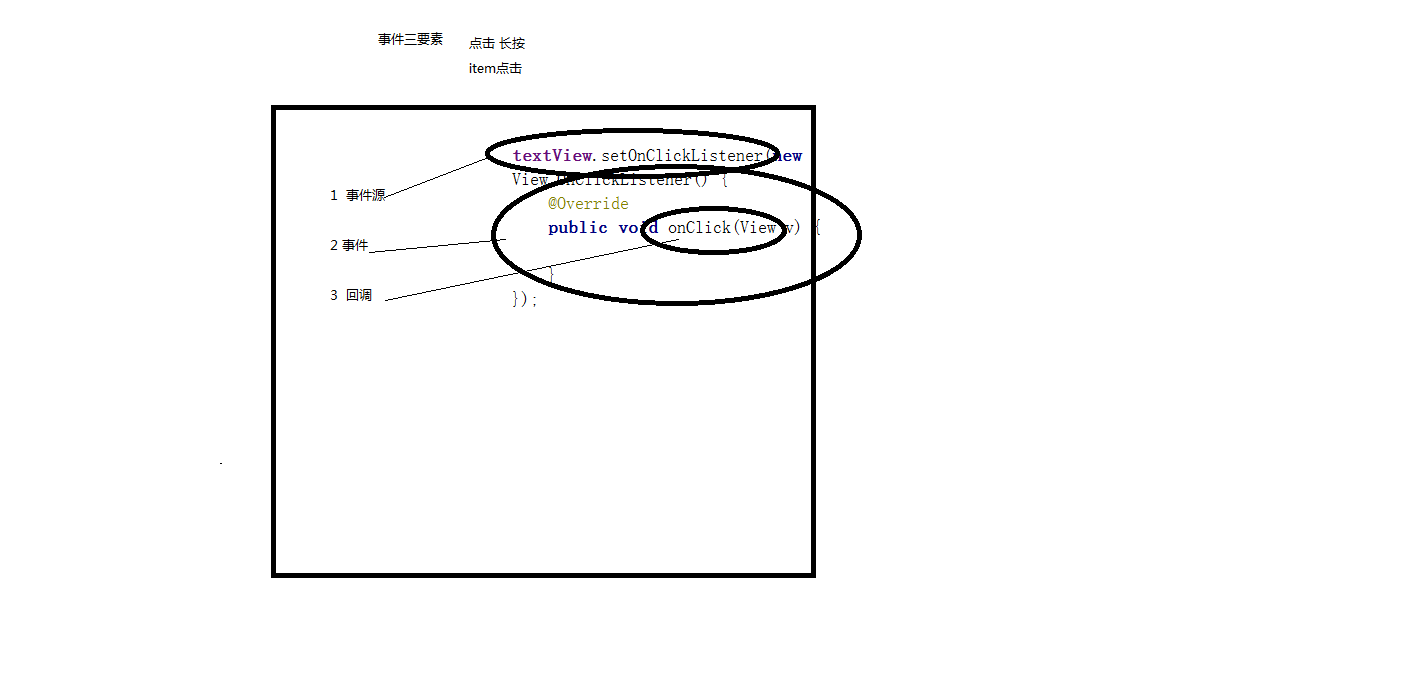 事件三要素
点击 长按
item点击
textView.setOnClickListener(new
View.OnClickListener() {
1 事件源
@Override
public void onClick(View v) {
2 事件
}
3 回调
});